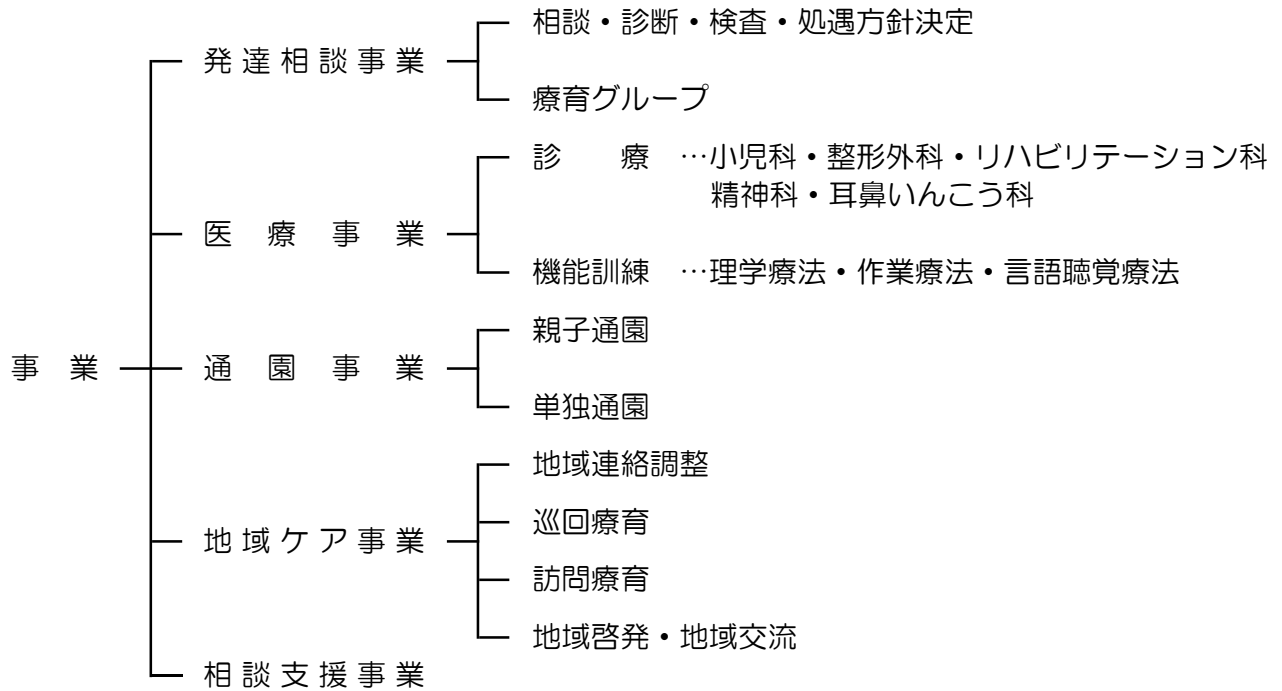 相談・診断・検査・処遇方針決定
発達相談事業
療育グループ
診　療　…小児科・整形外科・リハビリテーション科
精神科・耳鼻いんこう科
医療事業
機能訓練　…理学療法・作業療法・言語聴覚療法
親子通園
事業
通園事業
単独通園
地域連絡調整
巡回療育
地域ケア事業
訪問療育
地域啓発・地域交流
相談支援事業